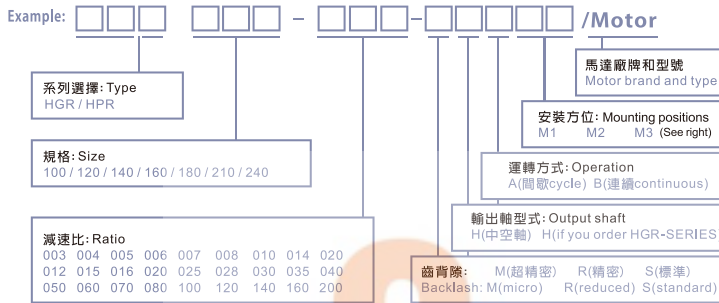 Example: □□□ □□□ - □□□-□□□□□ /Motor
馬達廠牌和型號
Motor brand and type
系列選擇: Type
HGR / HPR
安裝方位: Mounting positions
M1 M2 M3 (See right)
規格: Size
100 / 120 / 140 / 160 / 180 / 210 / 240
運轉方式: Operation
A(間歇cycle) B(連續continuous)
輸出軸型式: Output shaft
H(中空軸) H(if you order HGR-SERIES
減速比: Ratio
003 004 005 006 007 008 010 014 020
012 015 016 020 025 028 030 035 040
050 060 070 080 100 120 140 160 200
齒背隙: M(超精密) R(精密) S(標準)
Backlash: M(micro) R(reduced) S(standard)